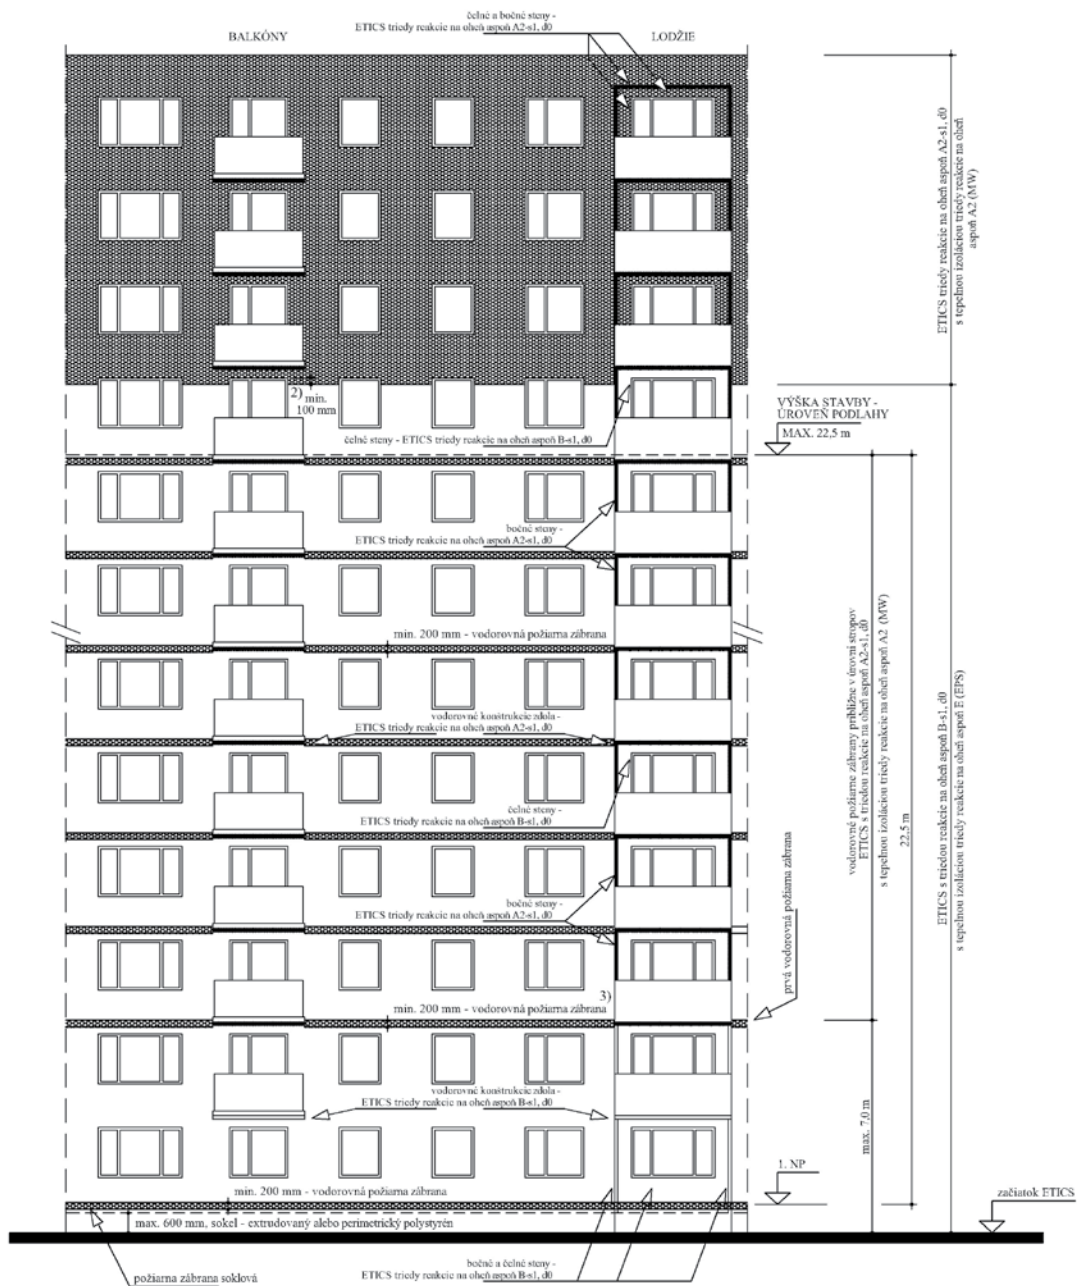 čelné a bočné steny -
ETICS triedy reakcie na oheň aspoň A2-s1, d0
BALKÓNY
LODŽIE
ETICS triedy reakcie na oheň aspoň A2-s1, d0
s tepelnou izoláciou triedy reakcie na oheň
aspoň A2 (MW)
2) min.
100 mm
čelné steny - ETICS triedy reakcie na oheň aspoň B-s1, d0
VÝŠKA STAVBY -
ÚROVEŇ PODLAHY
MAX. 22,5 m
bočné steny -
ETICS triedy reakcie na oheň aspoň A2-s1, d0
min. 200 mm - vodorovná požiarna zábrana
vodorovné konštrukcie zdola -
ETICS triedy reakcie na oheň aspoň A2-s1, d0
čelné steny -
ETICS triedy reakcie na oheň aspoň B-s1, d0
bočné steny -
ETICS triedy reakcie na oheň aspoň A2-s1, d0
3)
min. 200 mm - vodorovná požiarna zábrana
vodorovné konštrukcie zdola -
ETICS triedy reakcie na oheň aspoň B-s1, d0
prvá vodorovná požiarna zábrana
vodorovné požiarne zábrany približne v úrovni stropov
ETICS s triedou reakcie na oheň aspoň A2-s1, d0
s tepelnou izoláciou triedy reakcie na oheň aspoň A2 (MW)
22,5 m
ETICS s triedou reakcie na oheň aspoň B-s1, d0
s tepelnou izoláciou triedy reakcie na oheň aspoň E (EPS)
max. 7,0 m
1. NP
min. 200 mm - vodorovná požiarna zábrana
začiatok ETICS
max. 600 mm, sokel - extrudovaný alebo perimetrický polystyrén
bočné a čelné steny -
ETICS triedy reakcie na oheň aspoň B-s1, d0
požiarna zábrana soklová